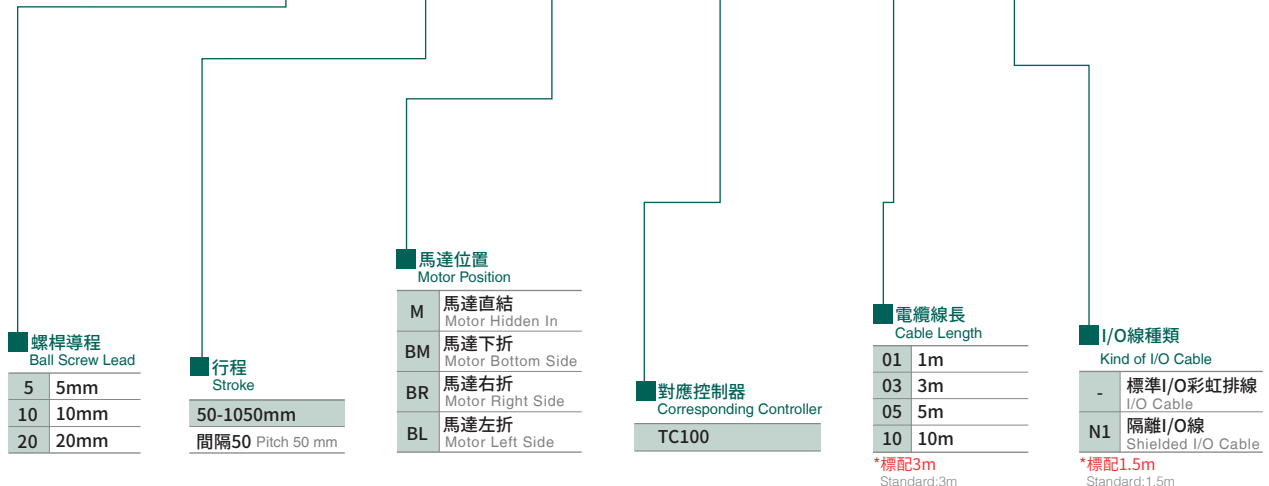 螺桿導程
Ball Screw Lead
5 5mm
10 10mm
20 20mm
行程
Stroke
50-1050mm
間隔50 Pitch 50 mm
馬達位置
Motor Position
M 馬達直結
Motor Hidden In
BM 馬達下折
Motor Bottom Side
BR 馬達右折
Motor Right Side
BL 馬達左折
Motor Left Side
對應控制器
Corresponding Controller
TC100
電纜線長
Cable Length
01 1m
03 3m
05 5m
10 10m
*標配3m
Standard:3m
I/O線種類
Kind of I/O Cable
- 標準I/O彩虹排線
I/O Cable
N1 隔離I/O線
Shielded I/O Cable
*標配1.5m
Standard:1.5m